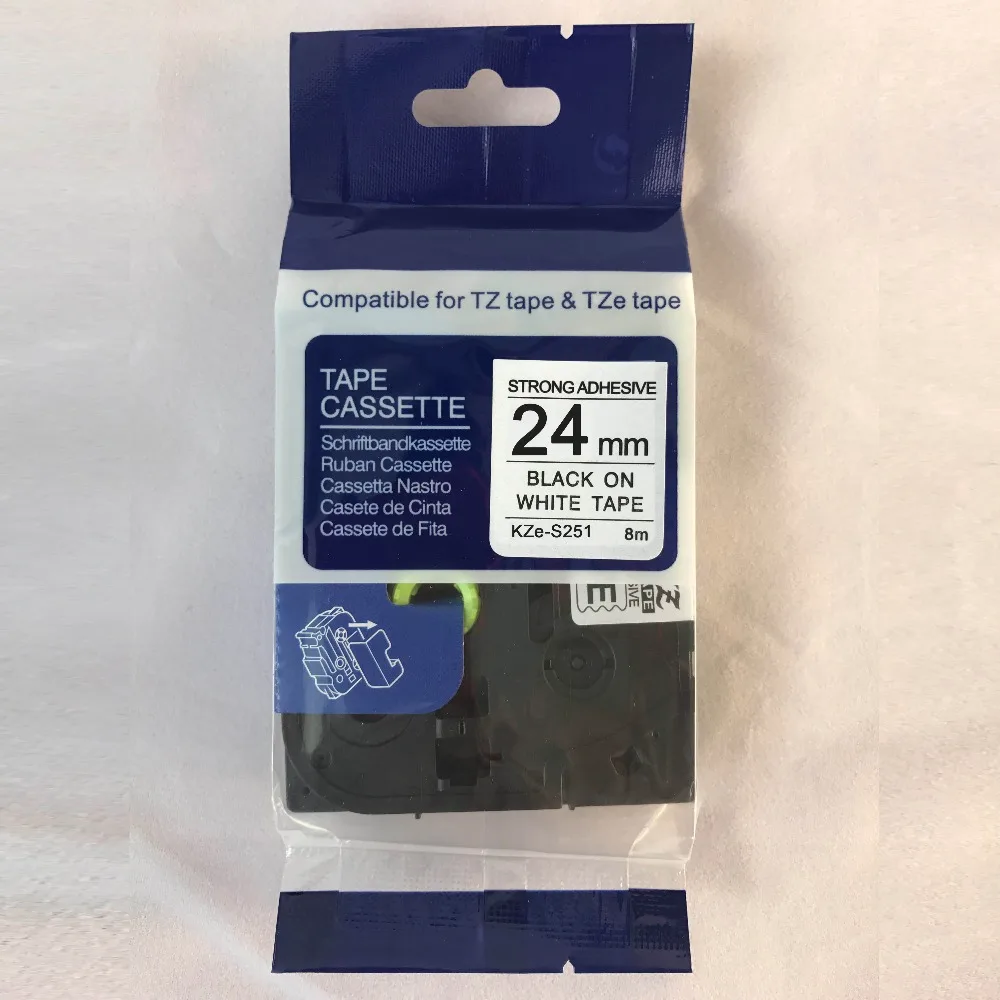 Compatible for TZ tape & TZe tape
TAPE
CASSETTE
Schriftbandkassette
Ruban Cassette
Cassetta Nastro
Casete de Cinta
Cassete de Fita
STRONG ADHESIVE
24 mm
BLACK ON
WHITE TAPE
KZe-S251 8m